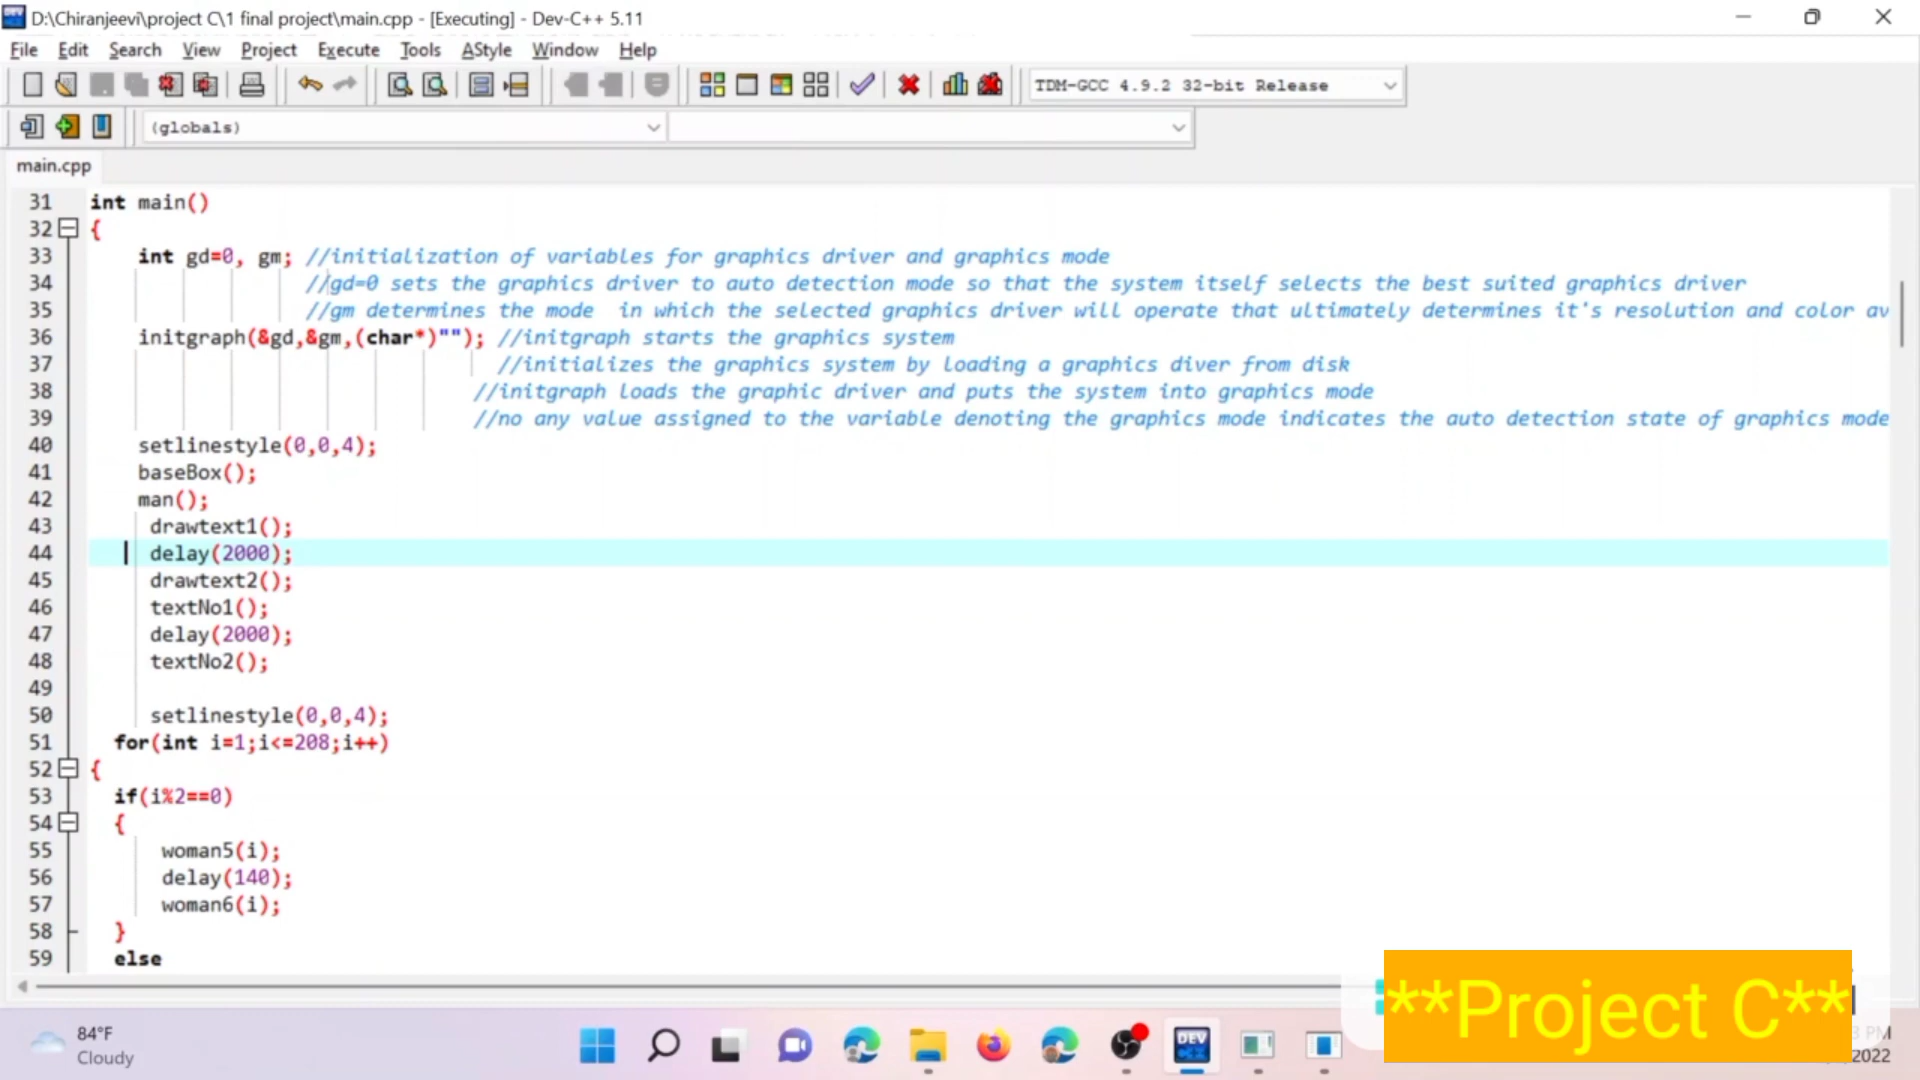 D:\Chiranjeevi\project C\1 final project\main.cpp - [Executing] - Dev-C++ 5.11
File Edit Search View Project Execute Tools AStyle Window Help
TDM-GCC 4.9.2 32-bit Release
(globals)
main.cpp
31 int main()
32 {
33 int gd=0, gm; //initialization of variables for graphics driver and graphics mode
34 //gd=0 sets the graphics driver to auto detection mode so that the system itself selects the best suited graphics driver
35 //gm determines the mode  in which the selected graphics driver will operate that ultimately determines it's resolution and color av
36 initgraph(&gd,&gm,(char*)""); //initgraph starts the graphics system
37 //initializes the graphics system by loading a graphics diver from disk
38 //initgraph loads the graphic driver and puts the system into graphics mode
39 //no any value assigned to the variable denoting the graphics mode indicates the auto detection state of graphics mode
40 setlinestyle(0,0,4);
41 baseBox();
42 man();
43 drawtext1();
44 delay(2000);
45 drawtext2();
46 textNo1();
47 delay(2000);
48 textNo2();
49
50 setlinestyle(0,0,4);
51 for(int i=1;i<=208;i++)
52 {
53 if(i%2==0)
54 {
55 woman5(i);
56 delay(140);
57 woman6(i);
58 }
59 else
**Project C**
84°F
Cloudy
DEV
PM
2022